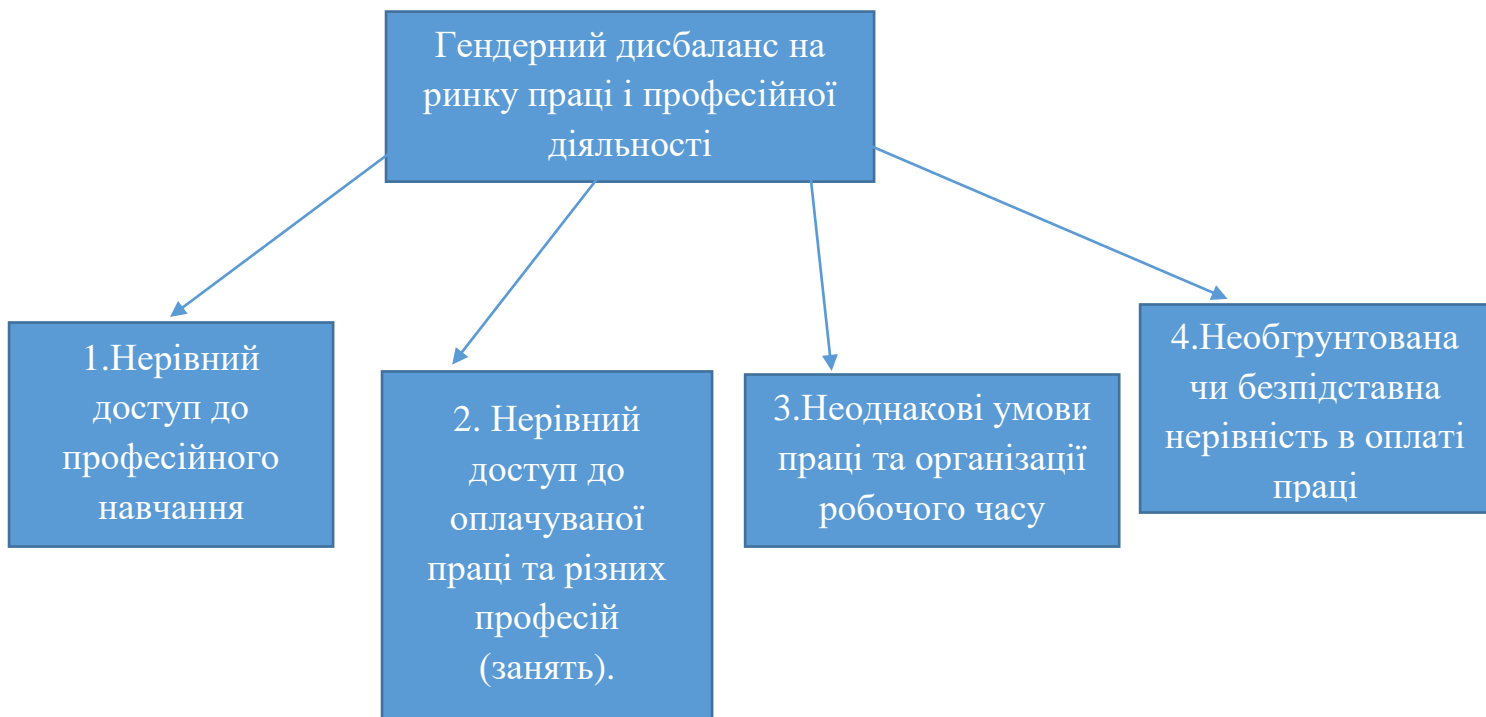 Гендерний дисбаланс на
ринку праці і професійної
діяльності
1.Нерівний
доступ до
професійного
навчання
2. Нерівний
доступ до
оплачуваної
праці та різних
професій
(занять).
3.Неоднакові умови
праці та організації
робочого часу
4.Необгрунтована
чи безпідставна
нерівність в оплаті
праці